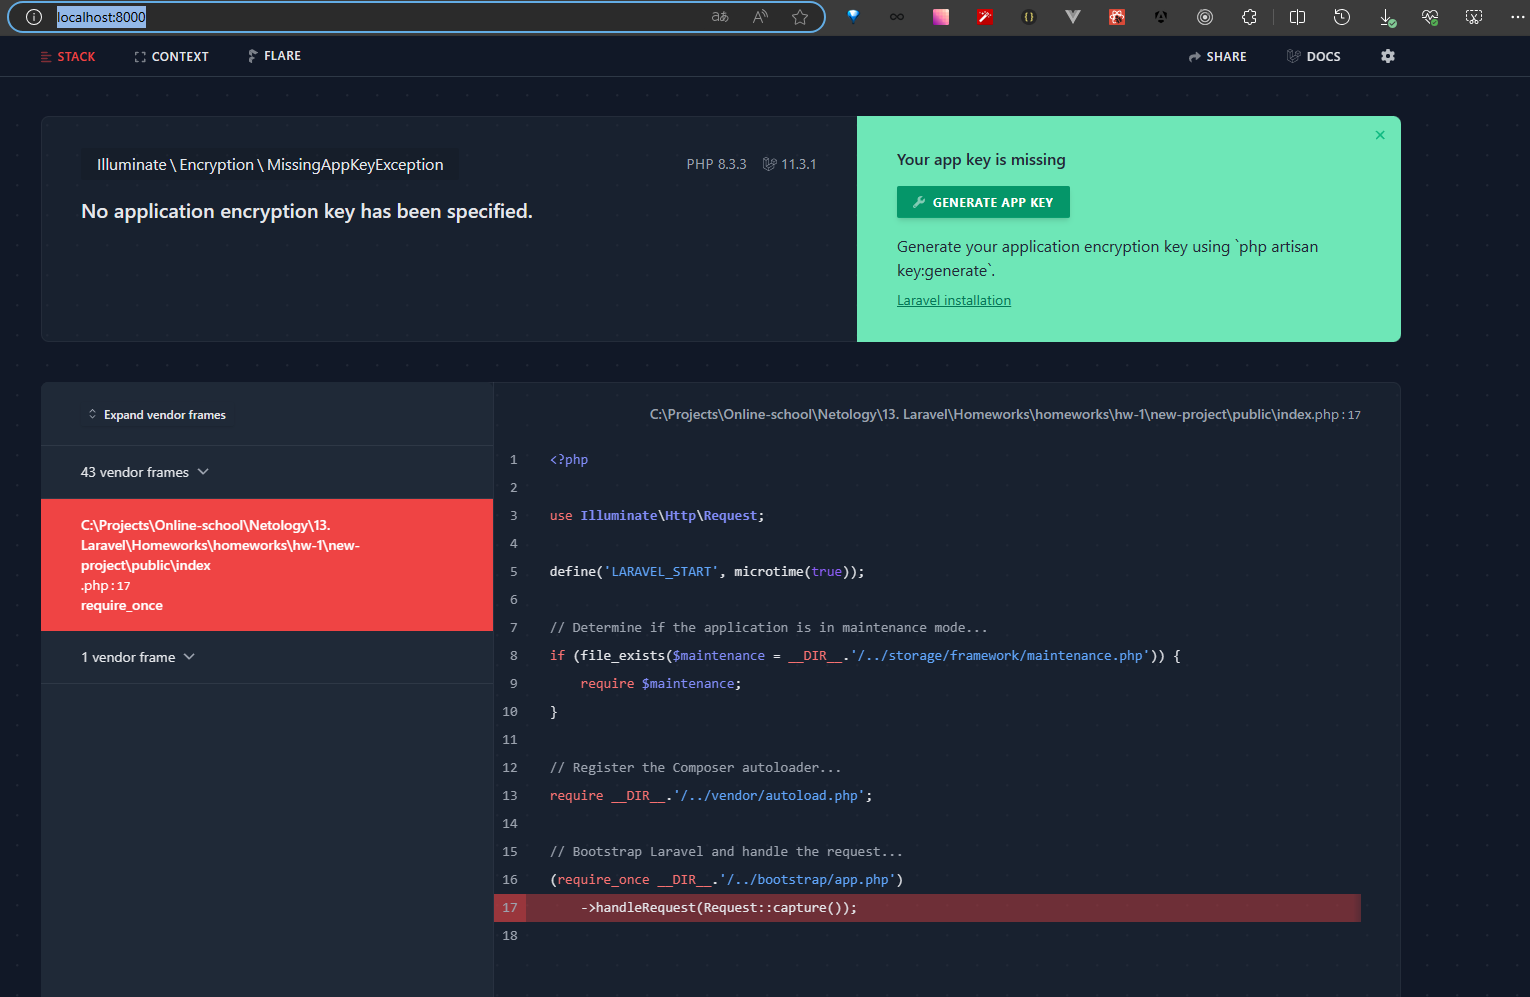 localhost:8000
aあ
A
STACK
CONTEXT
FLARE
SHARE
DOCS
Illuminate \ Encryption \ MissingAppKeyException
PHP 8.3.3
11.3.1
No application encryption key has been specified.
Your app key is missing
GENERATE APP KEY
Generate your application encryption key using `php artisan
key:generate`.
Laravel installation
Expand vendor frames
43 vendor frames
C:\Projects\Online-school\Netology\13.
Laravel\Homeworks\homeworks\hw-1\new-
project\public\index
.php:17
require_once
1 vendor frame
C:\Projects\Online-school\Netology\13. Laravel\Homeworks\homeworks\hw-1\new-project\public\index.php:17
1 <?php
2
3 use Illuminate\Http\Request;
4
5 define('LARAVEL_START', microtime(true));
6
7 // Determine if the application is in maintenance mode...
8 if (file_exists($maintenance = __DIR__.'/../storage/framework/maintenance.php')) {
9     require $maintenance;
10 }
11
12 // Register the Composer autoloader...
13 require __DIR__.'/../vendor/autoload.php';
14
15 // Bootstrap Laravel and handle the request...
16 (require_once __DIR__.'/../bootstrap/app.php')
17     ->handleRequest(Request::capture());
18